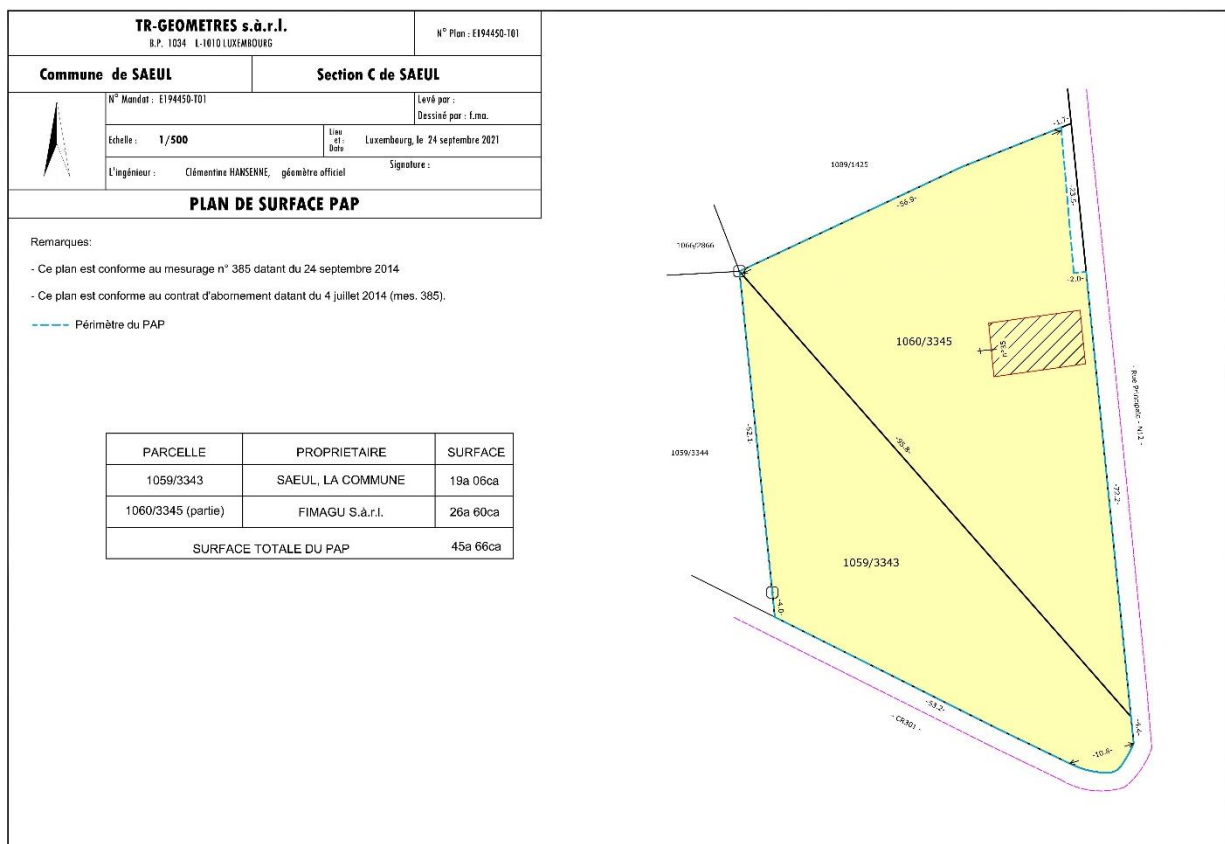 TR-GEOMETRES s.à.r.l.
B.P. 1034 L-1010 LUXEMBOURG
N° Plan : E194450-T01
Commune de SAEUL
Section C de SAEUL
N° Mandat : E194450-T01
Levé par :
Dessiné par : f.ma.
Echelle : 1/500
Lieu et : Date
Luxembourg, le 24 septembre 2021
L'ingénieur : Clémentine HANSENNE, géomètre officiel
Signature :
PLAN DE SURFACE PAP
Remarques:
- Ce plan est conforme au mesurage n° 385 datant du 24 septembre 2014
- Ce plan est conforme au contrat d'abornement datant du 4 juillet 2014 (mes. 385).
Périmètre du PAP
PARCELLE PROPRIETAIRE SURFACE
1059/3343 SAEUL, LA COMMUNE 19a 06ca
1060/3345 (partie) FIMAGU S.à.r.l. 26a 60ca
SURFACE TOTALE DU PAP 45a 66ca
-1.7-
1089/1425
-56.8-
-23.5-
1066/2866
-2.0-
1060/3345
- Rue Principale - N12 -
-52.1-
-95.8-
1059/3344
-72.2-
1059/3343
-4.0-
-53.2-
- CR301 -
-4.4-
-10.6-